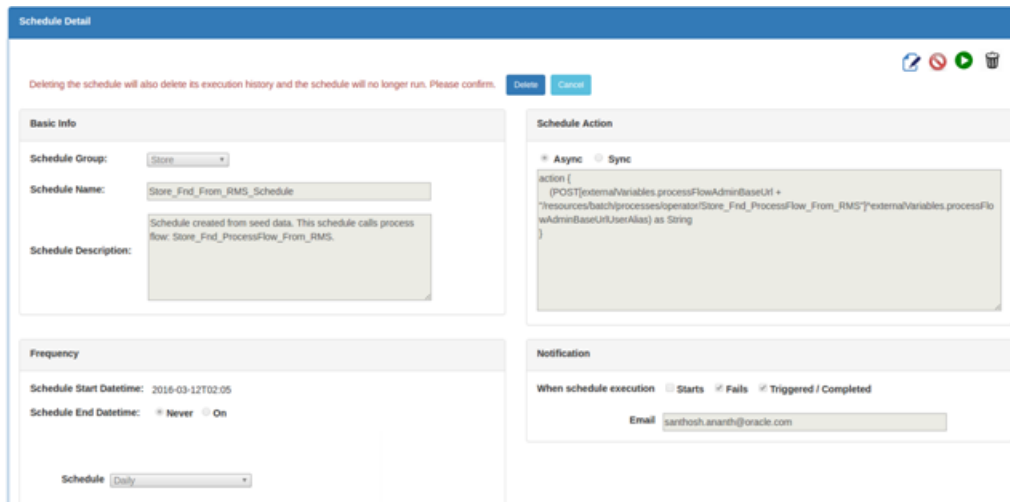 Schedule Detail
Deleting the schedule will also delete its execution history and the schedule will no longer run. Please confirm. Delete Cancel
Basic Info
Schedule Group: Store
Schedule Name: Store_Fnd_From_RMS_Schedule
Schedule Description: Schedule created from seed data. This schedule calls process
flow: Store_Fnd_ProcessFlow_From_RMS.
Schedule Action
Async Sync
action {
(POST[externalVariables.processFlowAdminBaseUrl +
"/resources/batch/processes/operator/Store_Fnd_ProcessFlow_From_RMS"]^externalVariables.processFlo
wAdminBaseUrlUserAlias) as String
}
Frequency
Schedule Start Datetime: 2016-03-12T02:05
Schedule End Datetime: Never On
Schedule Daily
Notification
When schedule execution Starts Fails Triggered / Completed
Email santhosh.ananth@oracle.com